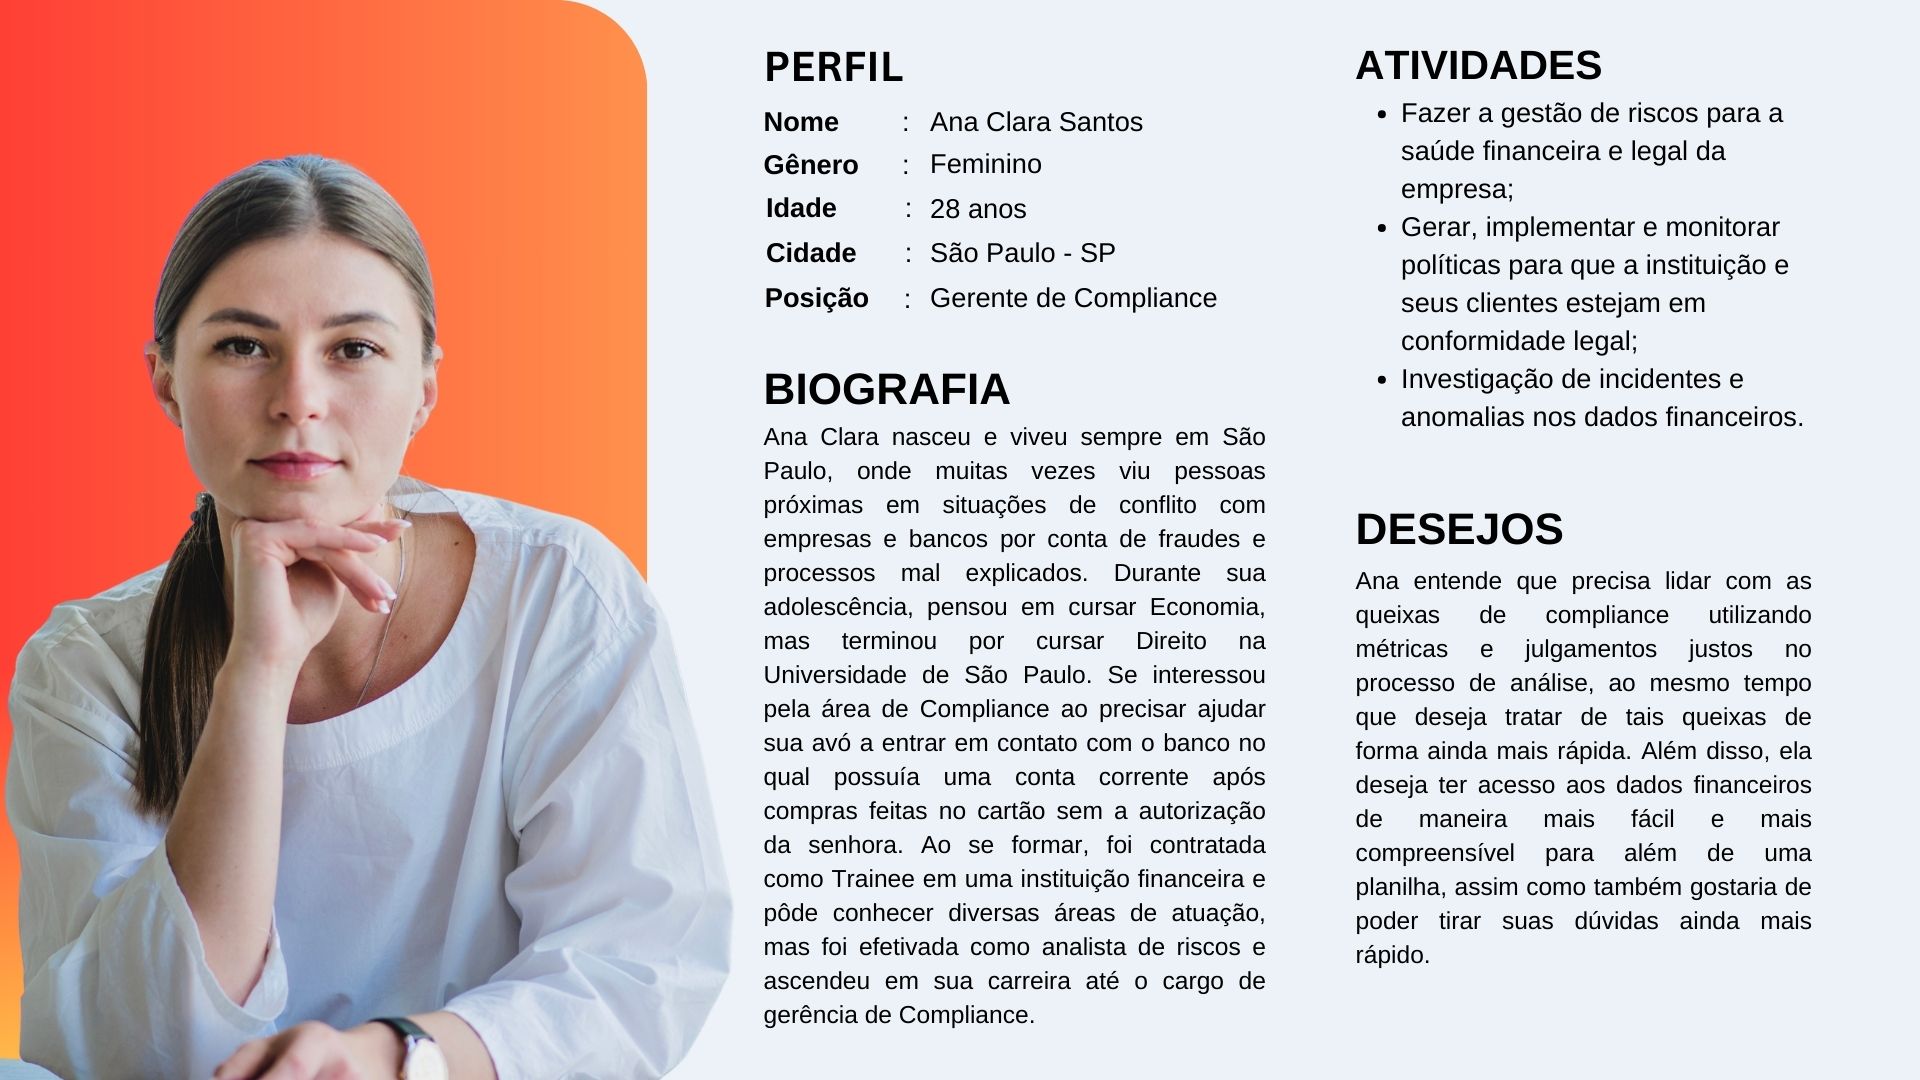 PERFIL
Nome : Ana Clara Santos
Gênero : Feminino
Idade : 28 anos
Cidade : São Paulo - SP
Posição : Gerente de Compliance
BIOGRAFIA
Ana Clara nasceu e viveu sempre em São
Paulo, onde muitas vezes viu pessoas
próximas em situações de conflito com
empresas e bancos por conta de fraudes e
processos mal explicados. Durante sua
adolescência, pensou em cursar Economia,
mas terminou por cursar Direito na
Universidade de São Paulo. Se interessou
pela área de Compliance ao precisar ajudar
sua avó a entrar em contato com o banco no
qual possuía uma conta corrente após
compras feitas no cartão sem a autorização
da senhora. Ao se formar, foi contratada
como Trainee em uma instituição financeira e
pôde conhecer diversas áreas de atuação,
mas foi efetivada como analista de riscos e
ascendeu em sua carreira até o cargo de
gerência de Compliance.
ATIVIDADES
• Fazer a gestão de riscos para a
saúde financeira e legal da
empresa;
• Gerar, implementar e monitorar
políticas para que a instituição e
seus clientes estejam em
conformidade legal;
• Investigação de incidentes e
anomalias nos dados financeiros.
DESEJOS
Ana entende que precisa lidar com as
queixas de compliance utilizando
métricas e julgamentos justos no
processo de análise, ao mesmo tempo
que deseja tratar de tais queixas de
forma ainda mais rápida. Além disso, ela
deseja ter acesso aos dados financeiros
de maneira mais fácil e mais
compreensível para além de uma
planilha, assim como também gostaria de
poder tirar suas dúvidas ainda mais
rápido.